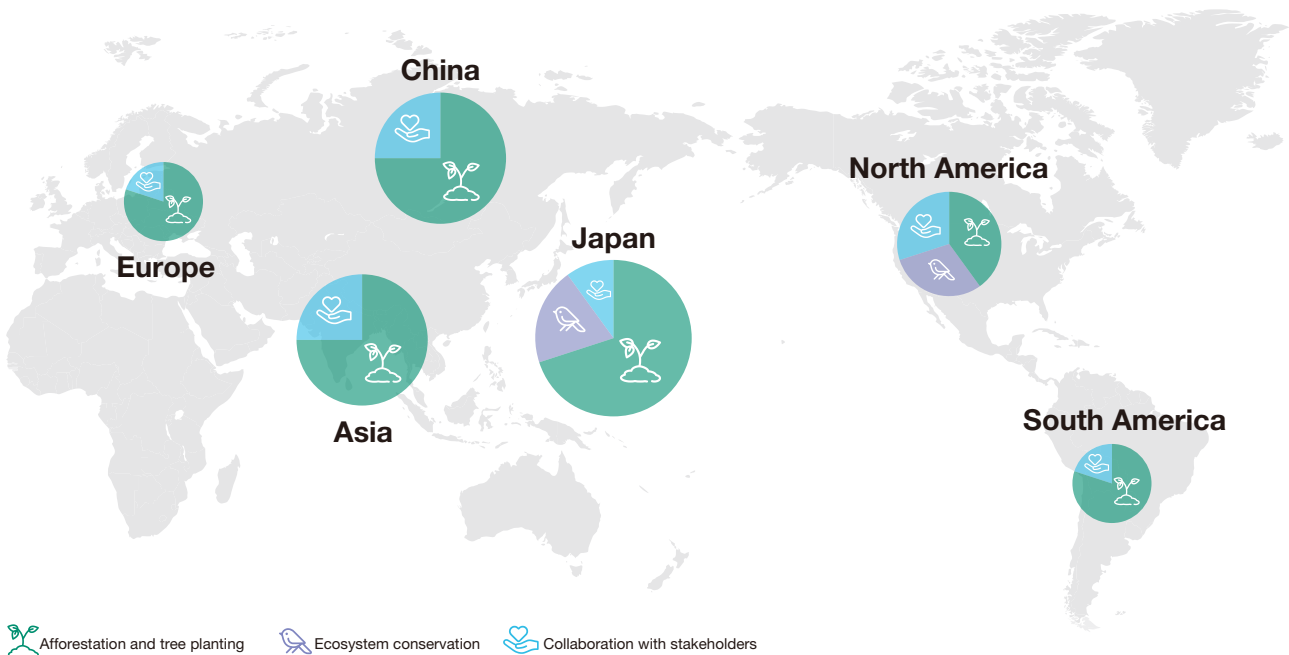 China
North America
Japan
Europe
South America
Asia
Afforestation and tree planting
Ecosystem conservation
Collaboration with stakeholders